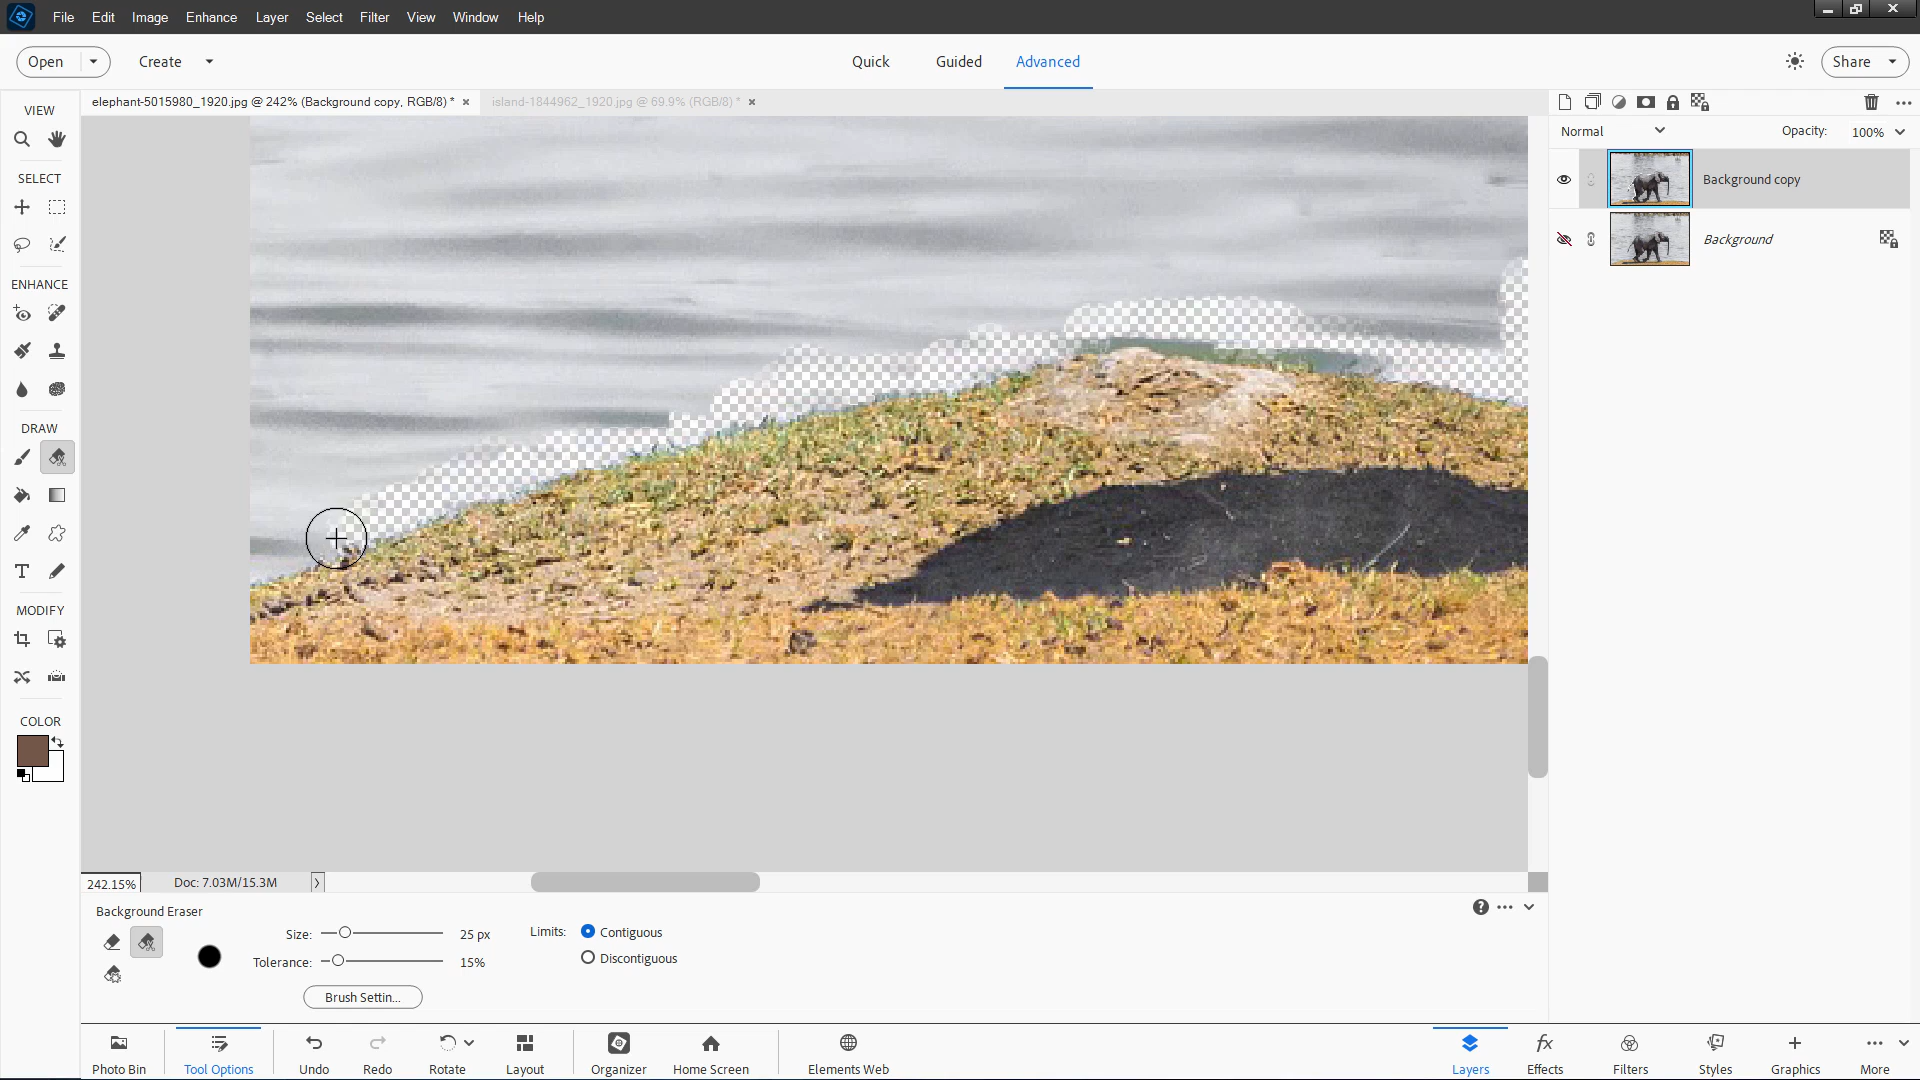 File Edit Image Enhance Layer Select Filter View Window Help
Open Create Quick Guided Advanced Share
VIEW
elephant-5015980_1920.jpg @ 242% (Background copy, RGB/8) *
island-1844962_1920.jpg @ 69.9% (RGB/8) *
Normal Opacity: 100%
SELECT
Background copy
Background
ENHANCE
DRAW
T
MODIFY
COLOR
242.15% Doc: 7.03M/15.3M
Background Eraser
Size: 25 px Limits: Contiguous
Tolerance: 15% Discontiguous
Brush Settin...
Photo Bin Tool Options Undo Redo Rotate Layout Organizer Home Screen Elements Web Layers Effects Filters Styles Graphics More